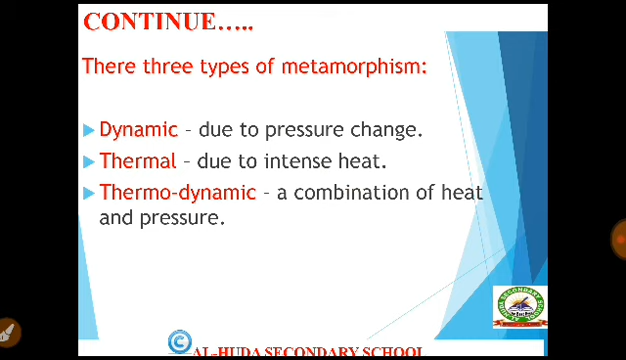 CONTINUE…..
There three types of metamorphism:
Dynamic – due to pressure change.
Thermal – due to intense heat.
Thermo-dynamic – a combination of heat
and pressure.
© AL-HUDA SECONDARY SCHOOL